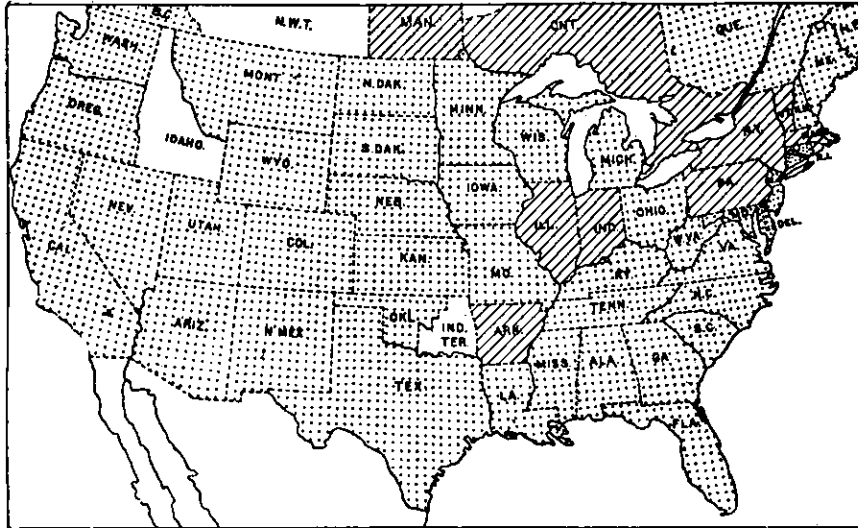 B.C.
N.W.T.
MAN.
ONT.
QUE.
WASH.
MONT.
N.DAK.
MINN.
ME.
OREG.
IDAHO.
S.DAK.
WIS.
MICH.
N.Y.
WYO.
IOWA.
PA.
R.I.
NEV.
UTAH
NEB.
ILL.
IND.
OHIO.
DEL.
CAL.
COL.
KAN.
MO.
W.VA.
VA.
KY.
ARIZ.
N.MEX.
OKL.
IND.
TER.
ARK.
TENN.
N.C.
S.C.
TEX.
LA.
MISS.
ALA.
GA.
FLA.